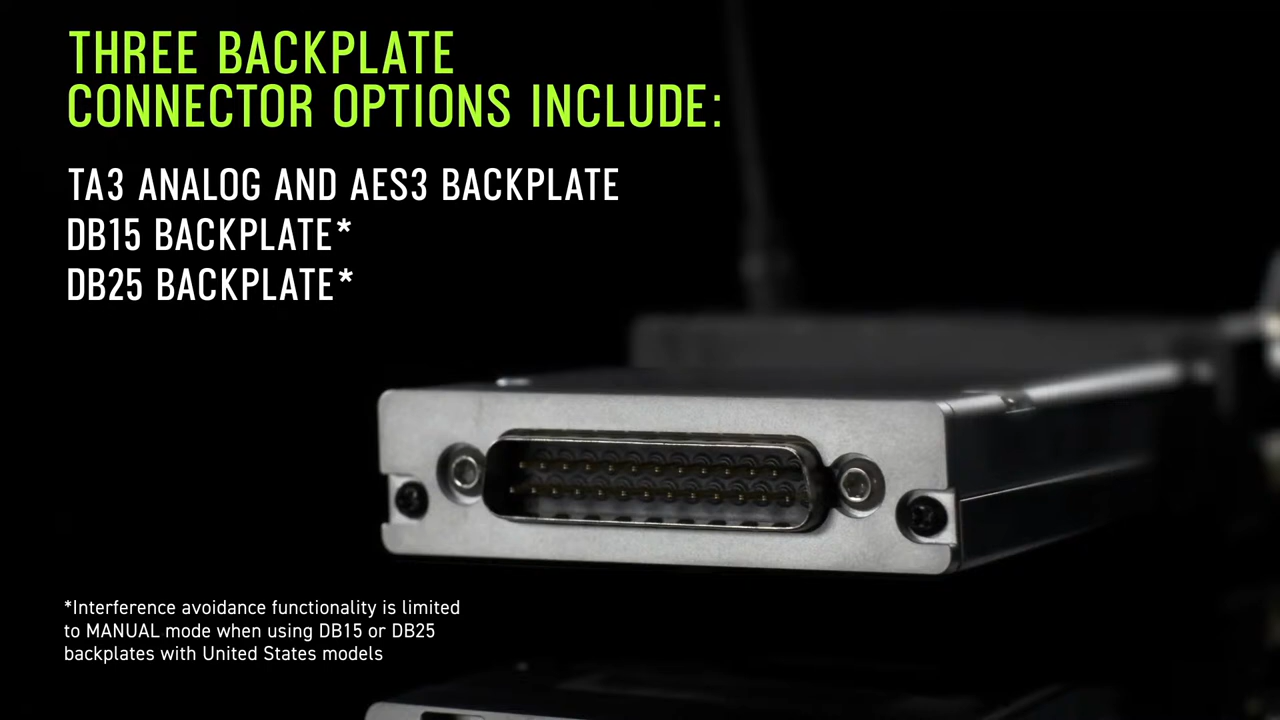 THREE BACKPLATE
CONNECTOR OPTIONS INCLUDE:
TA3 ANALOG AND AES3 BACKPLATE
DB15 BACKPLATE*
DB25 BACKPLATE*
*Interference avoidance functionality is limited
to MANUAL mode when using DB15 or DB25
backplates with United States models